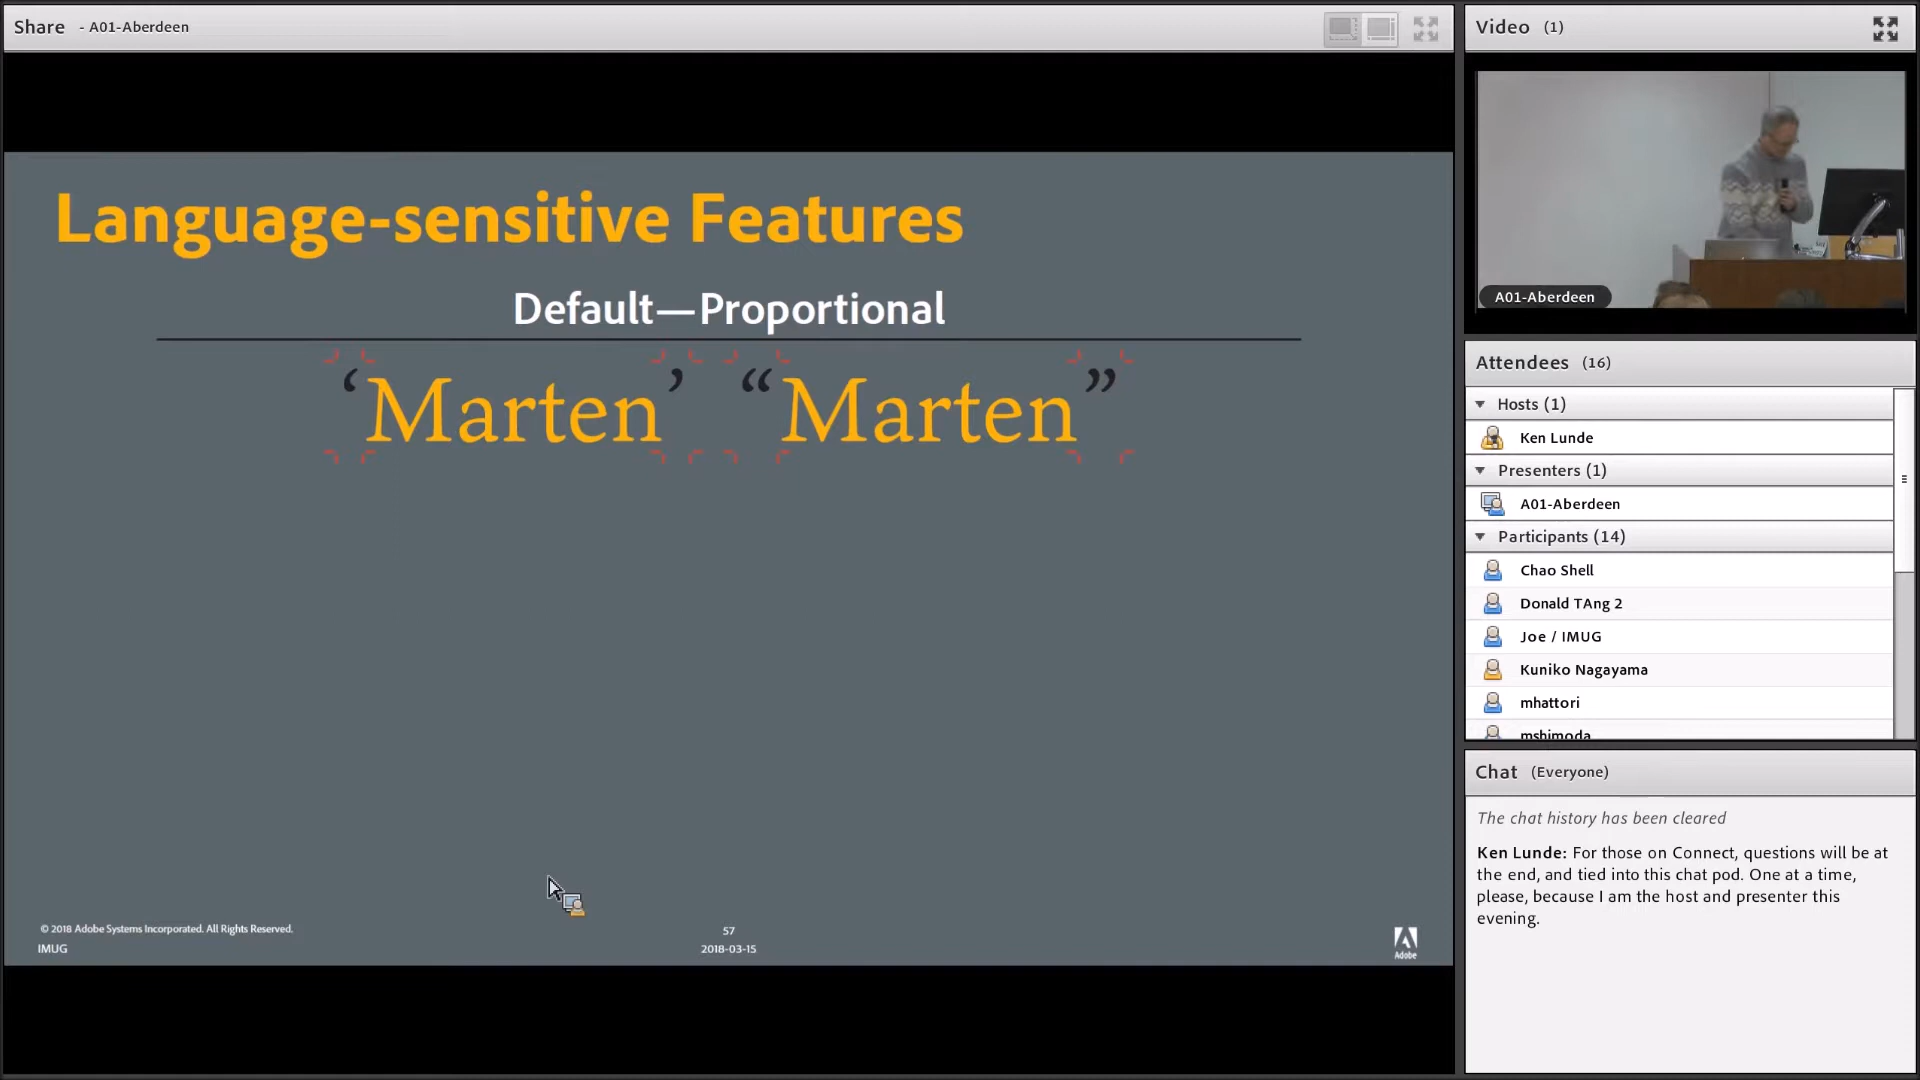 Share - A01-Aberdeen
Language-sensitive Features
Default—Proportional
‘Marten’ “Marten”
© 2018 Adobe Systems Incorporated. All Rights Reserved.
IMUG
57
2018-03-15
Adobe
Video (1)
A01-Aberdeen
Attendees (16)
Hosts (1)
Ken Lunde
Presenters (1)
A01-Aberdeen
Participants (14)
Chao Shell
Donald TAng 2
Joe / IMUG
Kuniko Nagayama
mhattori
mshimoda
Chat (Everyone)
The chat history has been cleared
Ken Lunde: For those on Connect, questions will be at
the end, and tied into this chat pod. One at a time,
please, because I am the host and presenter this
evening.